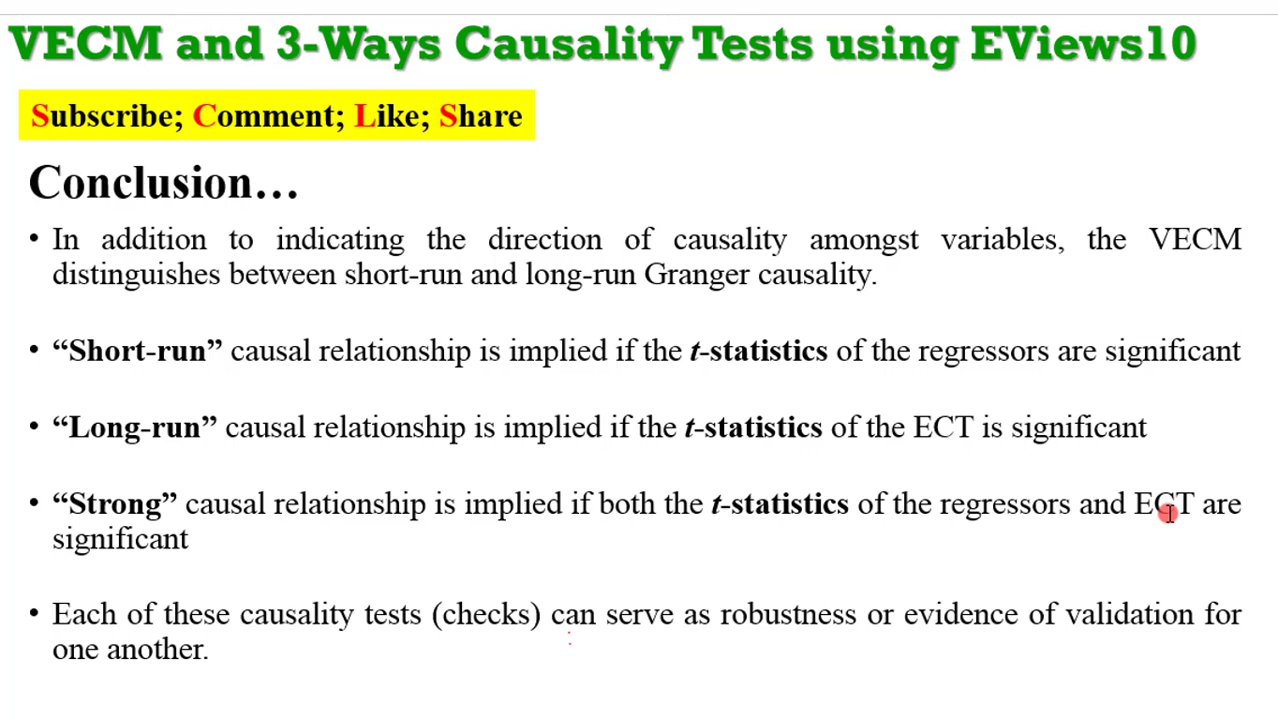 VECM and 3-Ways Causality Tests using EViews10
Subscribe; Comment; Like; Share
Conclusion…
• In addition to indicating the direction of causality amongst variables, the VECM
distinguishes between short-run and long-run Granger causality.
• “Short-run” causal relationship is implied if the t-statistics of the regressors are significant
• “Long-run” causal relationship is implied if the t-statistics of the ECT is significant
• “Strong” causal relationship is implied if both the t-statistics of the regressors and ECT are
significant
• Each of these causality tests (checks) can serve as robustness or evidence of validation for
one another.